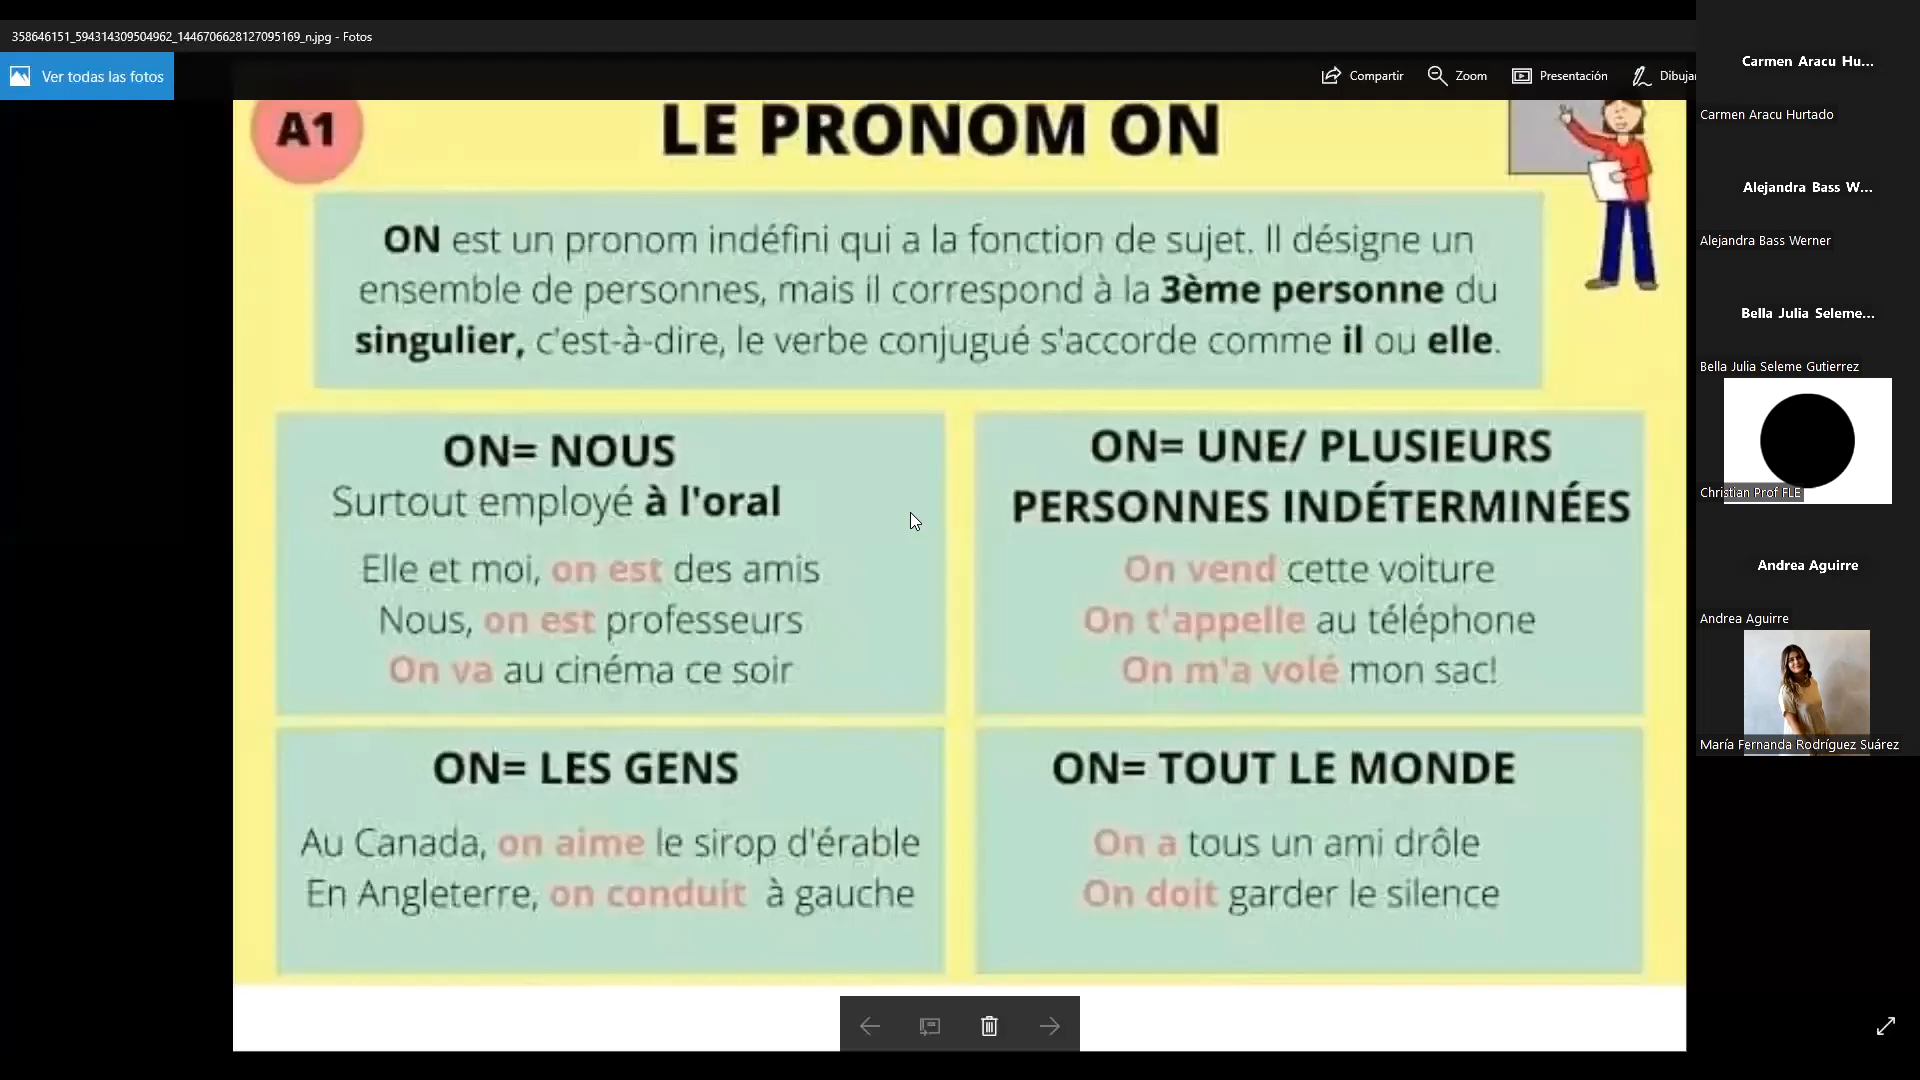 358646151_594314309504962_1446706628127095169_n.jpg - Fotos
Ver todas las fotos
Compartir
Zoom
Presentación
Dibujar
A1
LE PRONOM ON
ON est un pronom indéfini qui a la fonction de sujet. Il désigne un
ensemble de personnes, mais il correspond à la 3ème personne du
singulier, c'est-à-dire, le verbe conjugué s'accorde comme il ou elle.
ON= NOUS
Surtout employé à l'oral
Elle et moi, on est des amis
Nous, on est professeurs
On va au cinéma ce soir
ON= UNE/ PLUSIEURS
PERSONNES INDÉTERMINÉES
On vend cette voiture
On t'appelle au téléphone
On m'a volé mon sac!
ON= LES GENS
Au Canada, on aime le sirop d'érable
En Angleterre, on conduit à gauche
ON= TOUT LE MONDE
On a tous un ami drôle
On doit garder le silence
Carmen Aracu Hu...
Carmen Aracu Hurtado
Alejandra Bass W...
Alejandra Bass Werner
Bella Julia Seleme...
Bella Julia Seleme Gutierrez
Christian Prof FLE
Andrea Aguirre
Andrea Aguirre
María Fernanda Rodríguez Suárez